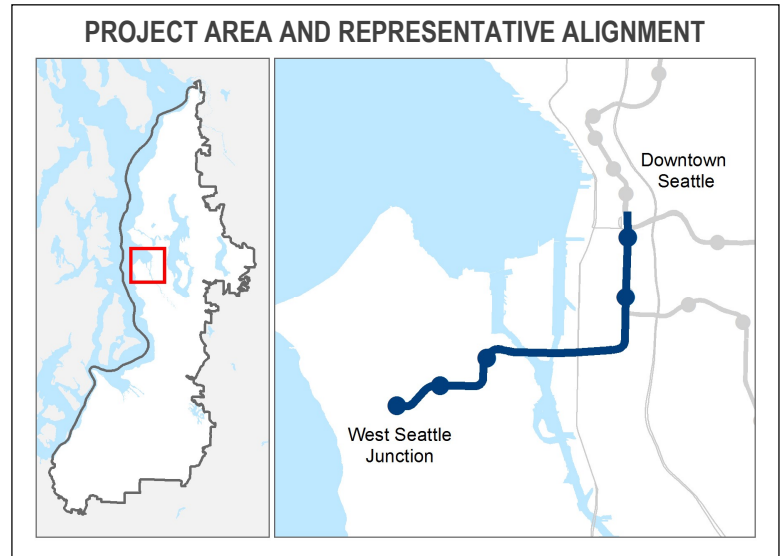 PROJECT AREA AND REPRESENTATIVE ALIGNMENT
Downtown
Seattle
West Seattle
Junction